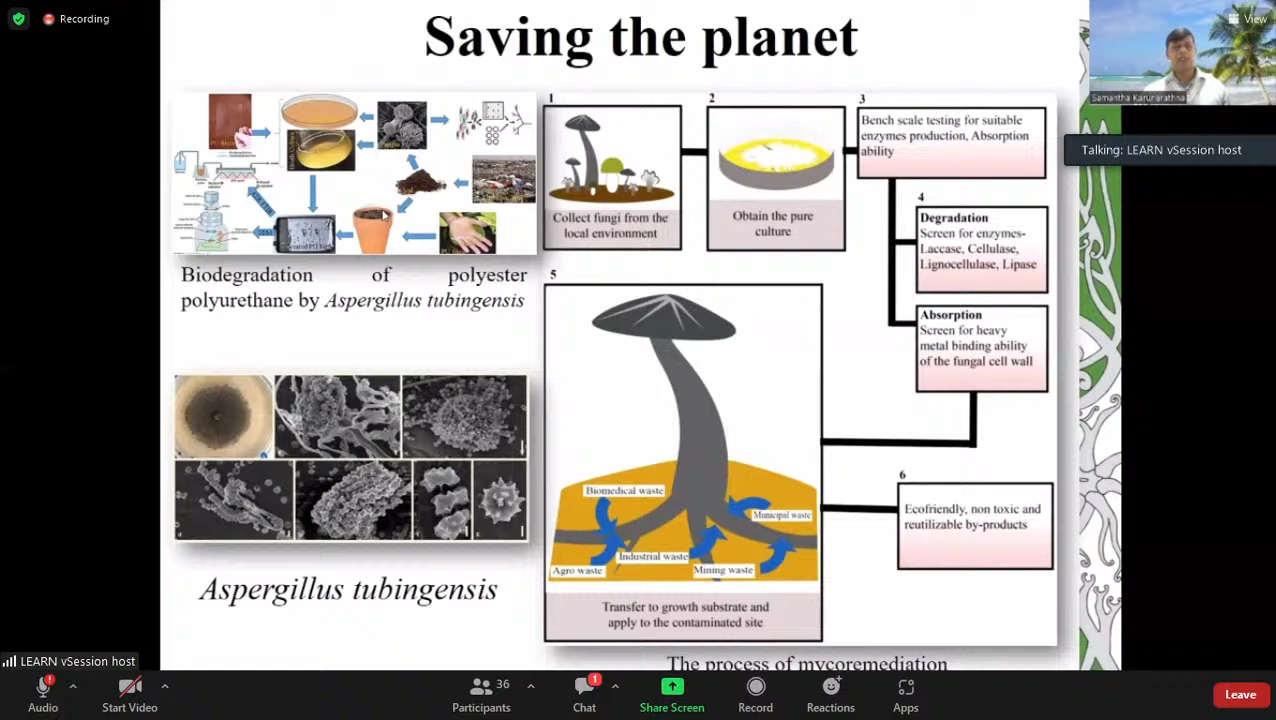 Recording
View
Saving the planet
Samantha Karunarathna
Talking: LEARN vSession host
Biodegradation of polyester
polyurethane by Aspergillus tubingensis
Aspergillus tubingensis
1
Collect fungi from the
local environment
2
Obtain the pure
culture
3
Bench scale testing for suitable
enzymes production, Absorption
ability
4
Degradation
Screen for enzymes-
Laccase, Cellulase,
Lignocellulase, Lipase
Absorption
Screen for heavy
metal binding ability
of the fungal cell wall
5
Biomedical waste
Municipal waste
Industrial waste
Agro waste
Mining waste
Transfer to growth substrate and
apply to the contaminated site
6
Ecofriendly, non toxic and
reutilizable by-products
The process of mycoremediation
LEARN vSession host
Audio
Start Video
36
Participants
1
Chat
Share Screen
Record
Reactions
Apps
Leave